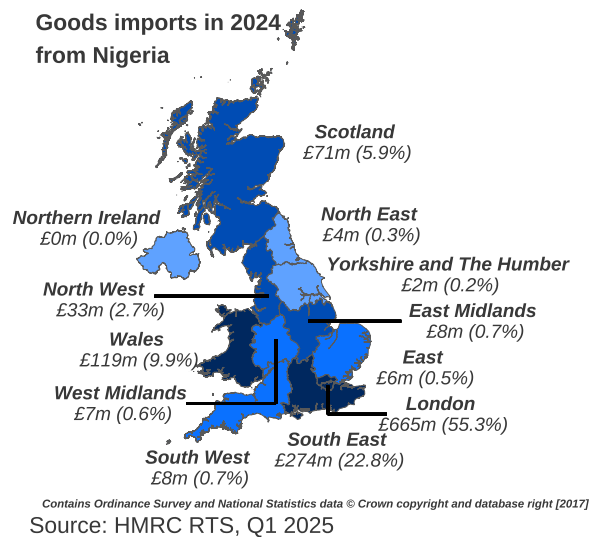 Goods imports in 2024
from Nigeria
Scotland
£71m (5.9%)
Northern Ireland
£0m (0.0%)
North East
£4m (0.3%)
Yorkshire and The Humber
£2m (0.2%)
North West
£33m (2.7%)
East Midlands
£8m (0.7%)
Wales
£119m (9.9%)
East
£6m (0.5%)
West Midlands
£7m (0.6%)
London
£665m (55.3%)
South East
£274m (22.8%)
South West
£8m (0.7%)
Contains Ordinance Survey and National Statistics data © Crown copyright and database right [2017]
Source: HMRC RTS, Q1 2025